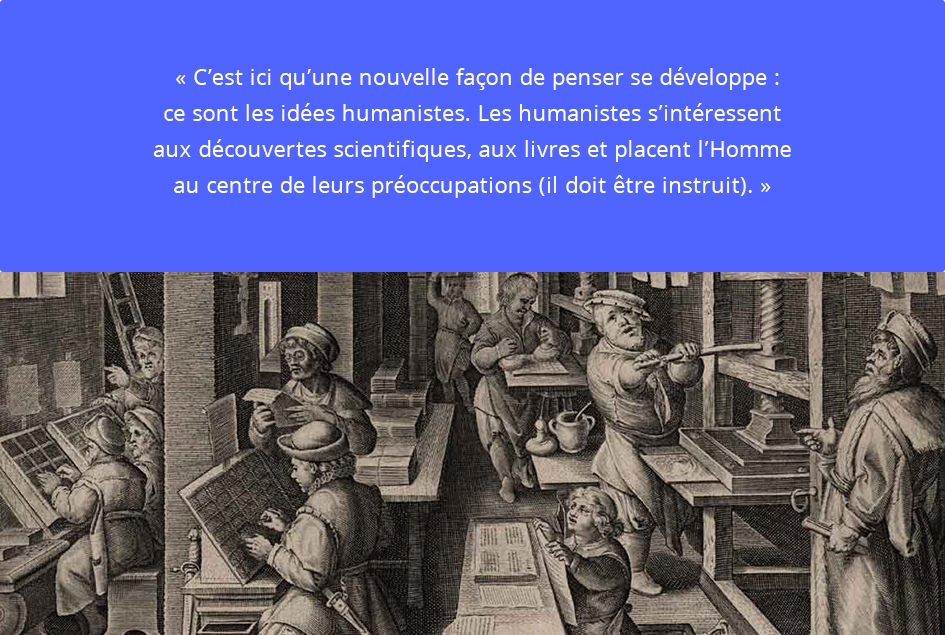 « C’est ici qu’une nouvelle façon de penser se développe :
ce sont les idées humanistes. Les humanistes s’intéressent
aux découvertes scientifiques, aux livres et placent l’Homme
au centre de leurs préoccupations (il doit être instruit). »